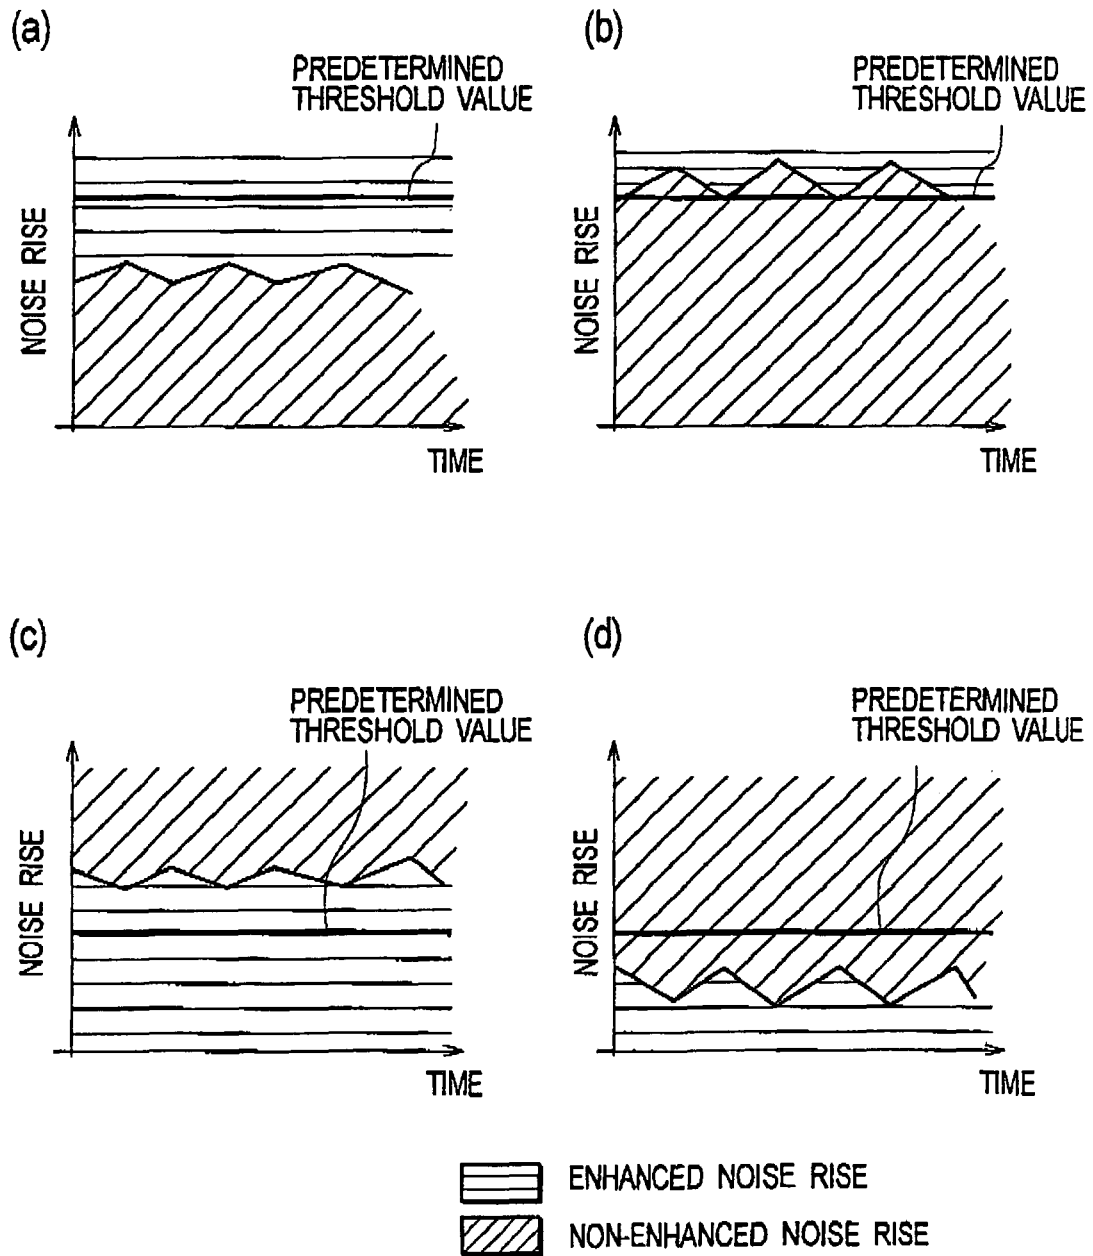 (a)
PREDETERMINED
THRESHOLD VALUE
NOISE RISE
TIME
(b)
PREDETERMINED
THRESHOLD VALUE
NOISE RISE
TIME
(c)
PREDETERMINED
THRESHOLD VALUE
NOISE RISE
TIME
(d)
PREDETERMINED
THRESHOLD VALUE
NOISE RISE
TIME
ENHANCED NOISE RISE
NON-ENHANCED NOISE RISE